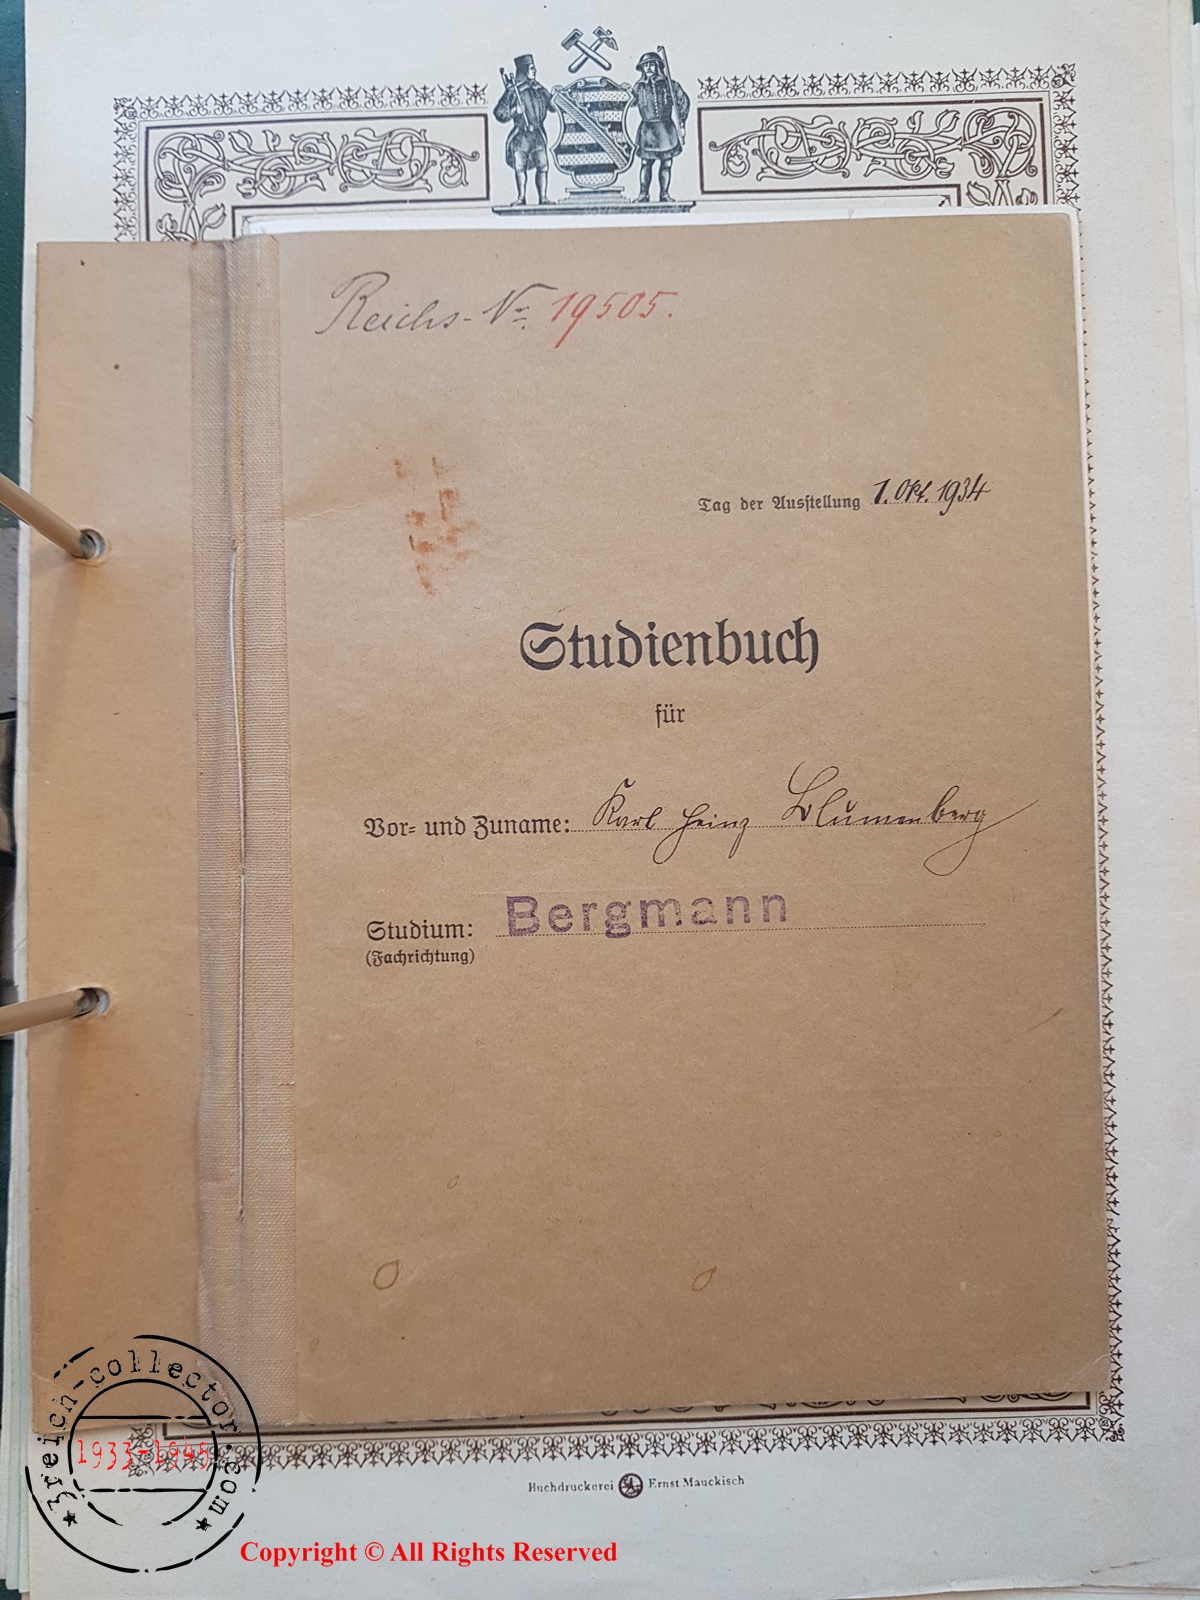 Reichs-Nr. 19505.
Tag der Ausstellung 1. Okt. 1934
Studienbuch
für
Vor- und Zuname: Karl Heinz Blumenberg
Studium: Bergmann
(Fachrichtung)
Buchdruckerei Ernst Mauckisch
3reich-collector.com
1933-1945
Copyright © All Rights Reserved